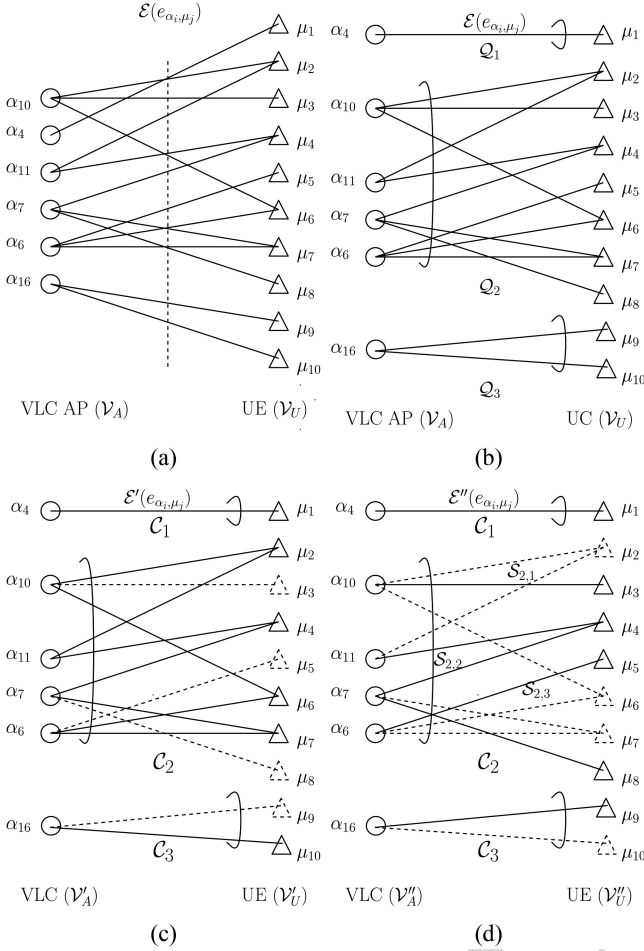 ℰ(e_{α_i,μ_j})
α_10
α_4
α_11
α_7
α_6
α_16
μ_1
μ_2
μ_3
μ_4
μ_5
μ_6
μ_7
μ_8
μ_9
μ_10
VLC AP (𝒱_A) UE (𝒱_U)
(a)
ℰ(e_{α_i,μ_j})
𝒬_1
α_4
α_10
α_11
α_7
α_6
α_16
μ_1
μ_2
μ_3
μ_4
μ_5
μ_6
μ_7
μ_8
μ_9
μ_10
𝒬_2
𝒬_3
VLC AP (𝒱_A) UC (𝒱_U)
(b)
ℰ′(e_{α_i,μ_j})
𝒞_1
α_4
α_10
α_11
α_7
α_6
α_16
μ_1
μ_2
μ_3
μ_4
μ_5
μ_6
μ_7
μ_8
μ_9
μ_10
𝒞_2
𝒞_3
VLC (𝒱′_A) UE (𝒱′_U)
(c)
ℰ″(e_{α_i,μ_j})
𝒞_1
α_4
α_10
α_11
α_7
α_6
α_16
μ_1
μ_2
μ_3
μ_4
μ_5
μ_6
μ_7
μ_8
μ_9
μ_10
𝒮_{2,1}
𝒮_{2,2}
𝒮_{2,3}
𝒞_2
𝒞_3
VLC (𝒱″_A) UE (𝒱″_U)
(d)